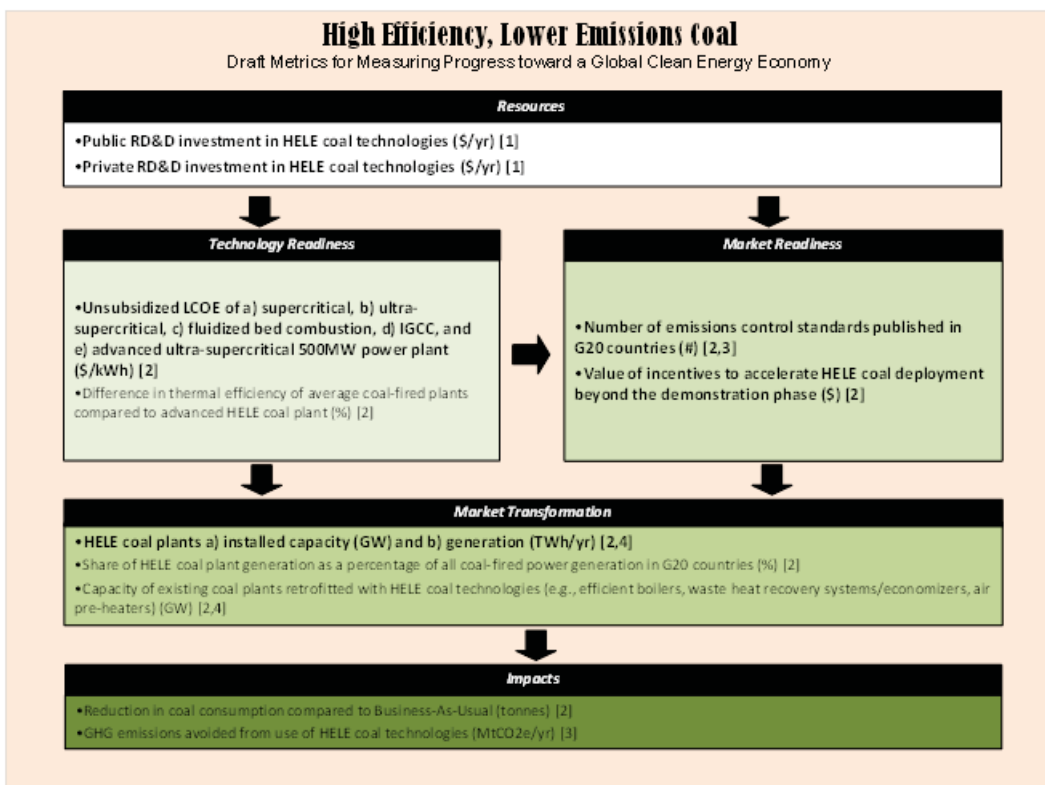 High Efficiency, Lower Emissions Coal
Draft Metrics for Measuring Progress toward a Global Clean Energy Economy
Resources
•Public RD&D investment in HELE coal technologies ($/yr) [1]
•Private RD&D investment in HELE coal technologies ($/yr) [1]
Technology Readiness
•Unsubsidized LCOE of a) supercritical, b) ultra-
supercritical, c) fluidized bed combustion, d) IGCC, and
e) advanced ultra-supercritical 500MW power plant
($/kWh) [2]
•Difference in thermal efficiency of average coal-fired plants
compared to advanced HELE coal plant (%) [2]
Market Readiness
•Number of emissions control standards published in
G20 countries (#) [2,3]
•Value of incentives to accelerate HELE coal deployment
beyond the demonstration phase ($) [2]
Market Transformation
•HELE coal plants a) installed capacity (GW) and b) generation (TWh/yr) [2,4]
•Share of HELE coal plant generation as a percentage of all coal-fired power generation in G20 countries (%) [2]
•Capacity of existing coal plants retrofitted with HELE coal technologies (e.g., efficient boilers, waste heat recovery systems/economizers, air
pre-heaters) (GW) [2,4]
Impacts
•Reduction in coal consumption compared to Business-As-Usual (tonnes) [2]
•GHG emissions avoided from use of HELE coal technologies (MtCO2e/yr) [3]